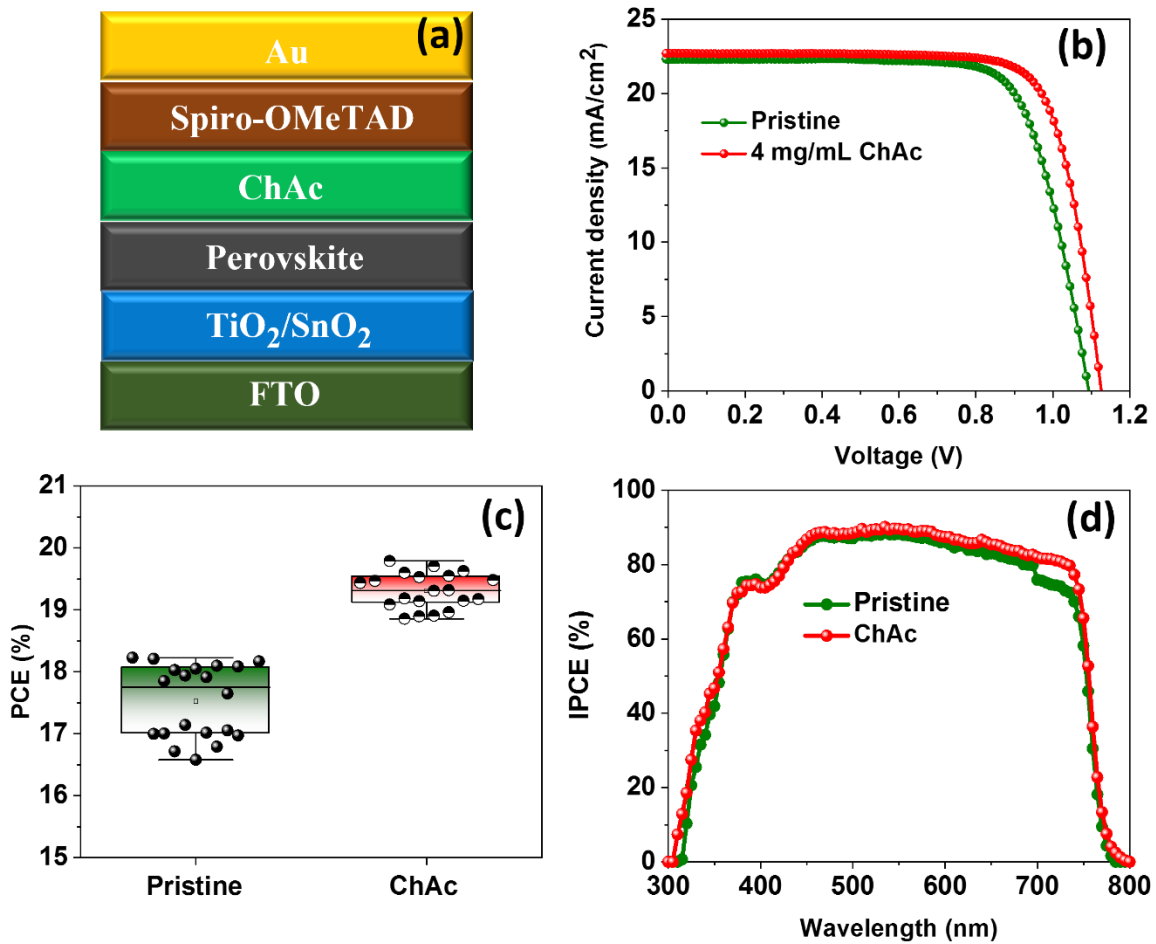 (a)
Au
Spiro-OMeTAD
ChAc
Perovskite
TiO₂/SnO₂
FTO
(b)
Current density (mA/cm²)
25
20
15
10
5
0
Pristine
4 mg/mL ChAc
0.0 0.2 0.4 0.6 0.8 1.0 1.2
Voltage (V)
(c)
PCE (%)
21
20
19
18
17
16
15
Pristine ChAc
(d)
IPCE (%)
100
80
60
40
20
0
Pristine
ChAc
300 400 500 600 700 800
Wavelength (nm)